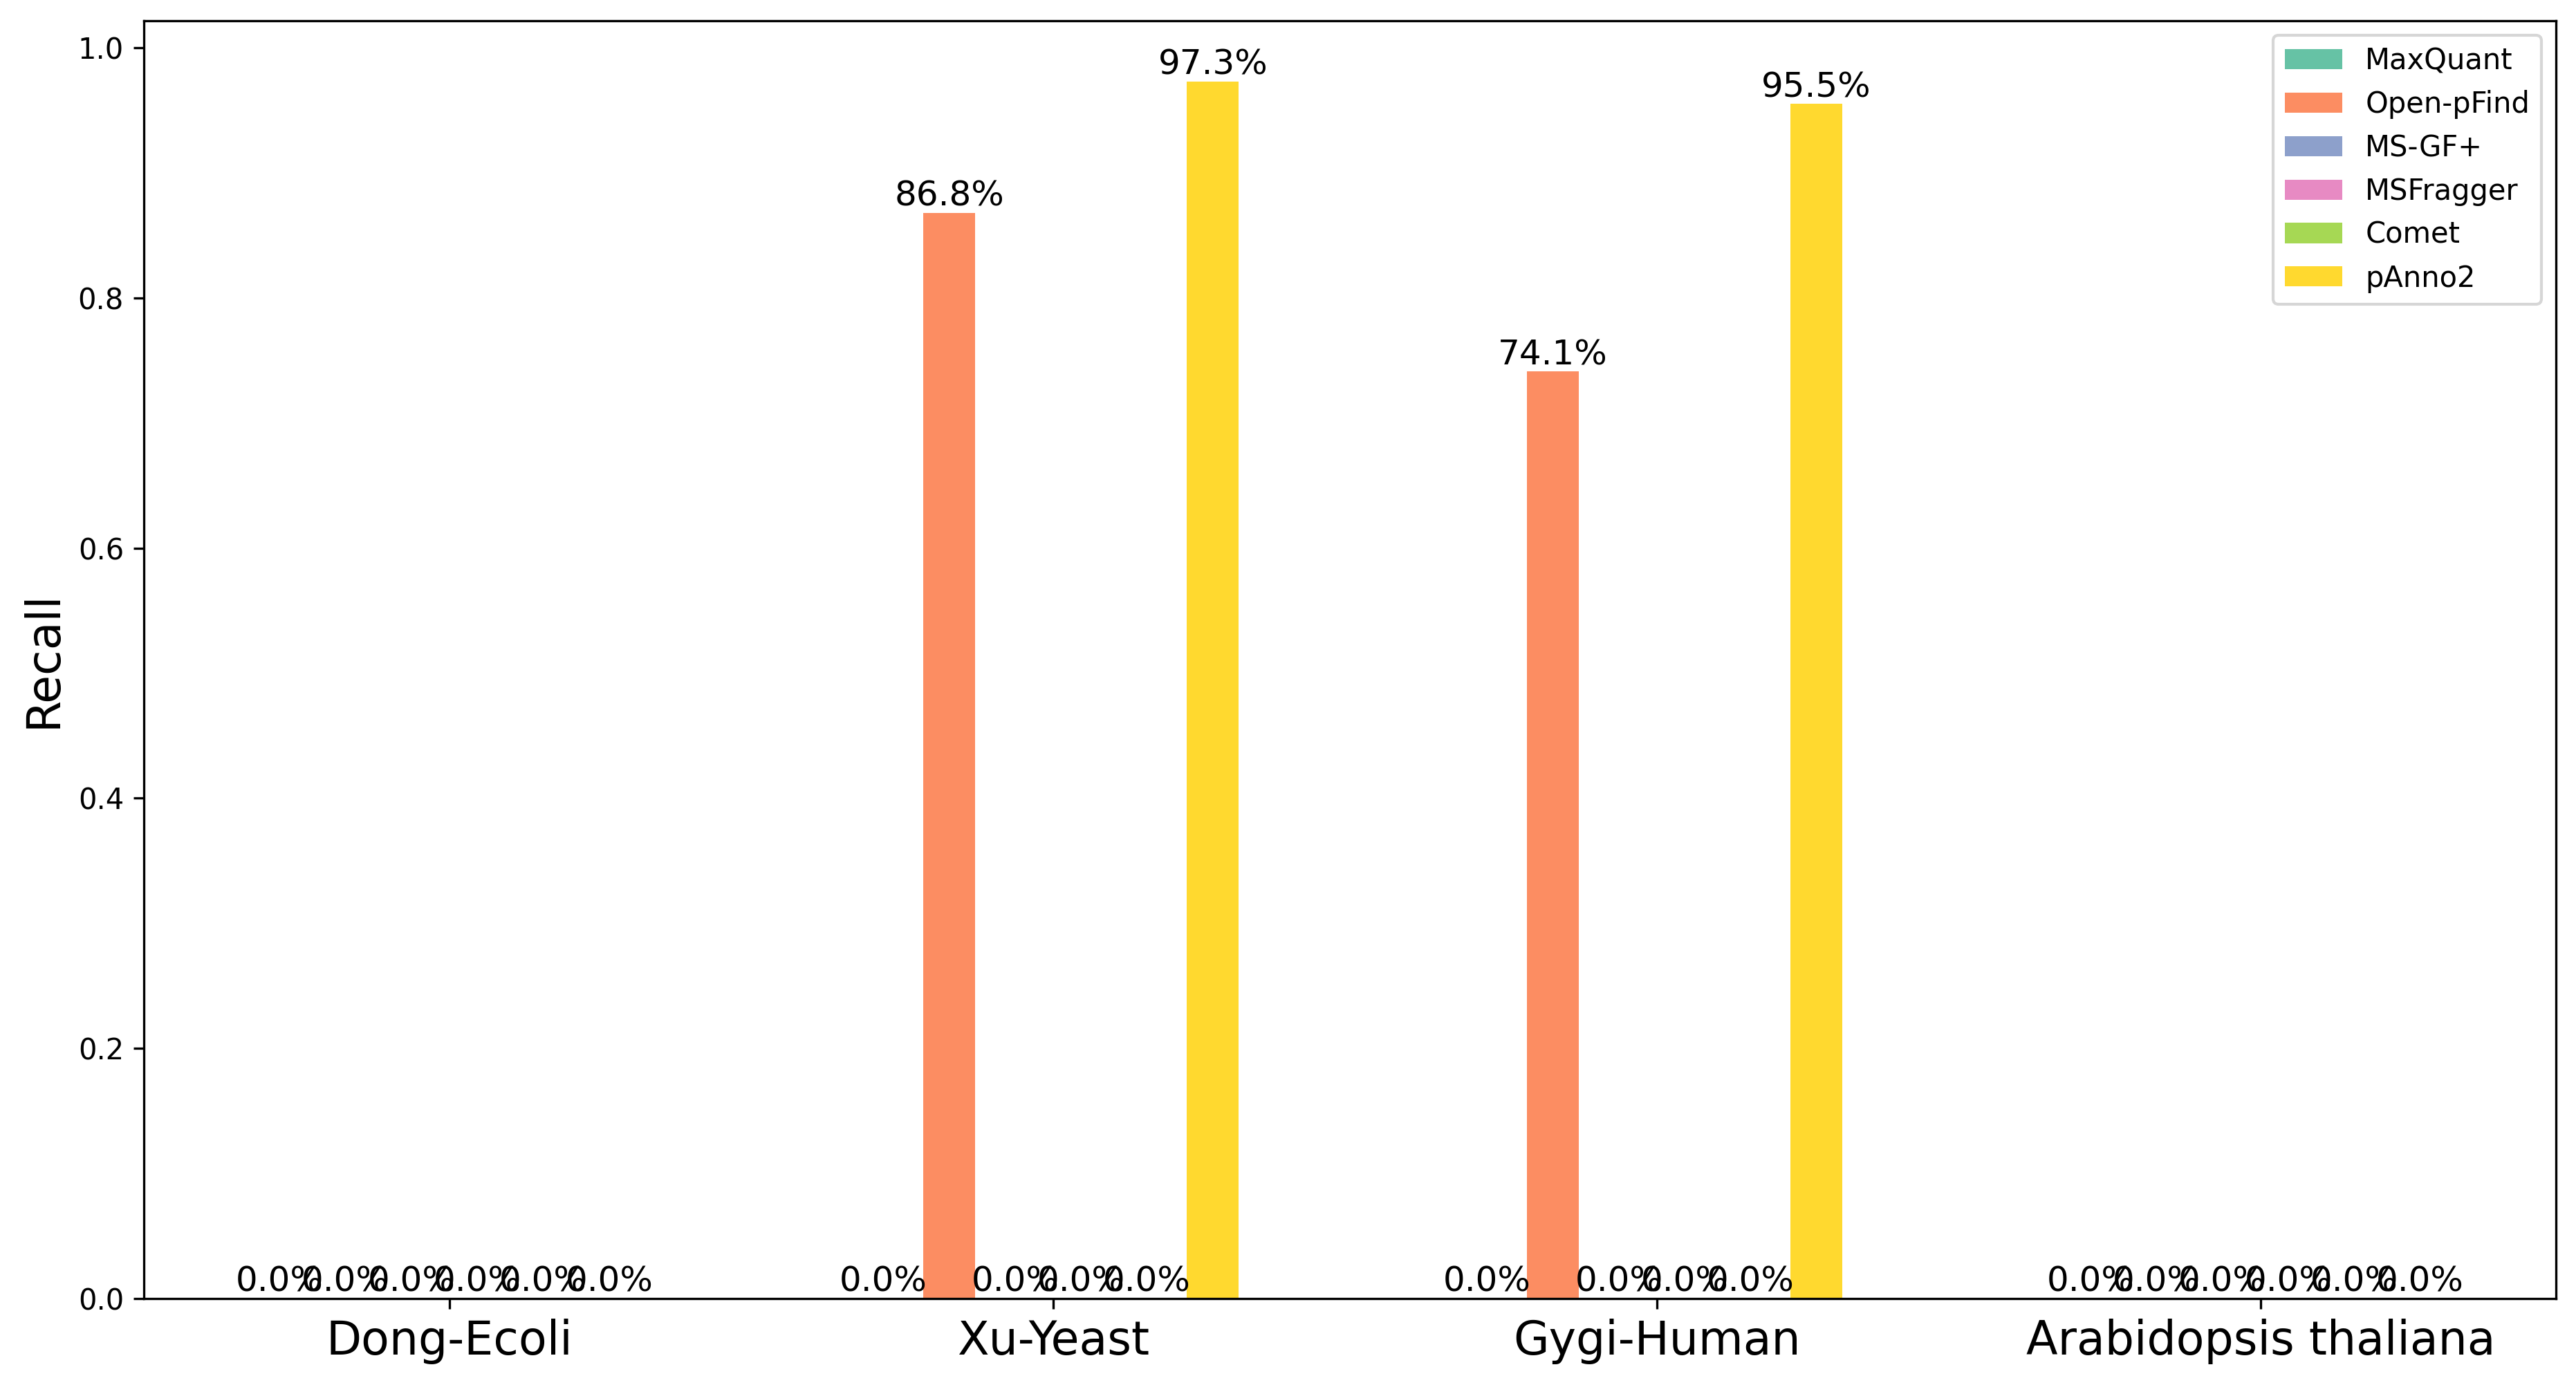 1.0
0.8
0.6
0.4
0.2
0.0
Recall
97.3%
95.5%
86.8%
74.1%
MaxQuant
Open-pFind
MS-GF+
MSFragger
Comet
pAnno2
0.0% 0.0% 0.0% 0.0% 0.0% 0.0% 0.0% 0.0% 0.0% 0.0% 0.0% 0.0% 0.0% 0.0% 0.0% 0.0% 0.0% 0.0% 0.0% 0.0%
Dong-Ecoli Xu-Yeast Gygi-Human Arabidopsis thaliana